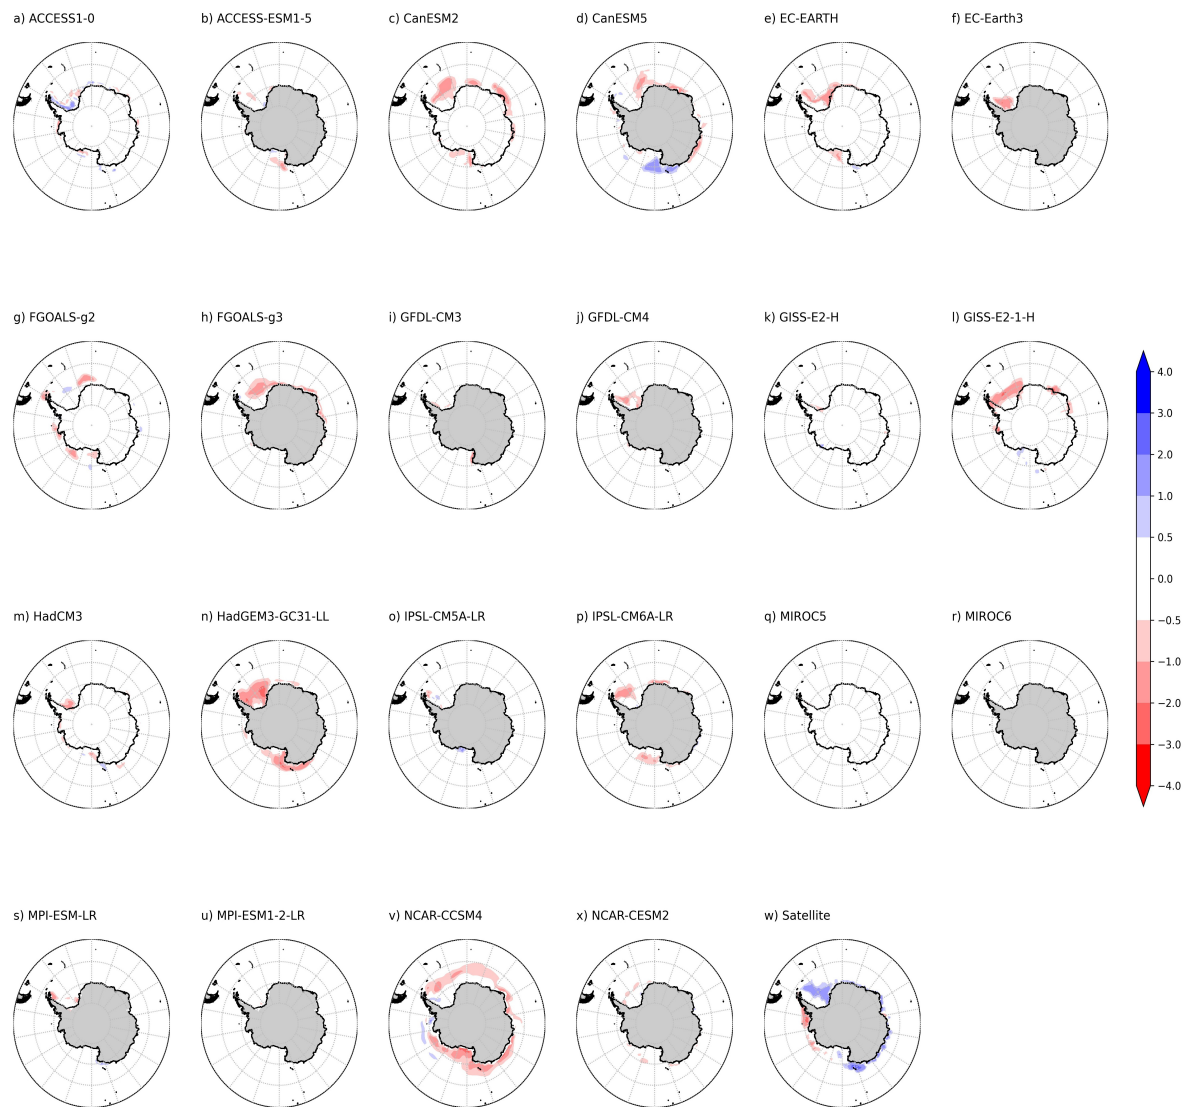 a) ACCESS1-0
b) ACCESS-ESM1-5
c) CanESM2
d) CanESM5
e) EC-EARTH
f) EC-Earth3
g) FGOALS-g2
h) FGOALS-g3
i) GFDL-CM3
j) GFDL-CM4
k) GISS-E2-H
l) GISS-E2-1-H
4.0
3.0
2.0
1.0
0.5
0.0
−0.5
−1.0
−2.0
−3.0
−4.0
m) HadCM3
n) HadGEM3-GC31-LL
o) IPSL-CM5A-LR
p) IPSL-CM6A-LR
q) MIROC5
r) MIROC6
s) MPI-ESM-LR
u) MPI-ESM1-2-LR
v) NCAR-CCSM4
x) NCAR-CESM2
w) Satellite